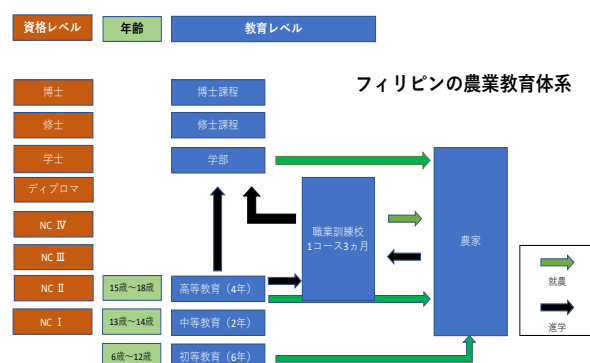 資格レベル 年齢 教育レベル
フィリピンの農業教育体系
博士 博士課程
修士 修士課程
学士 学部
ディプロマ
職業訓練校
1コース3ヵ月
農家
NC Ⅳ
NC Ⅲ
NC Ⅱ 15歳～18歳 高等教育（4年）
NC Ⅰ 13歳～14歳 中等教育（2年）
6歳～12歳 初等教育（6年）
就農
進学